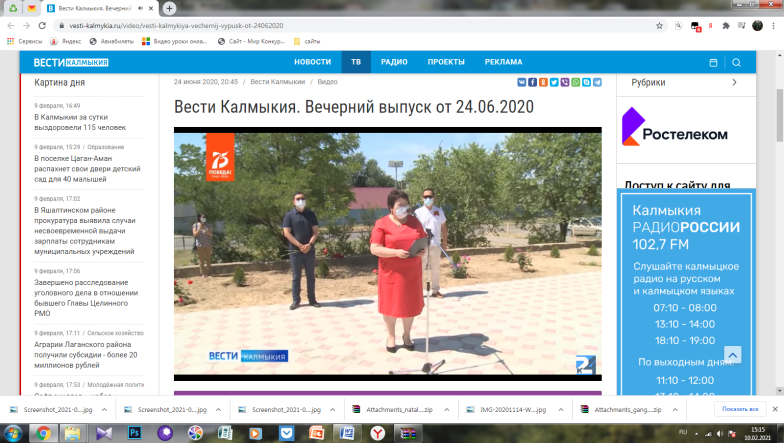 Вести Калмыкия. Вечерний
vesti-kalmykia.ru/video/vesti-kalmykiya-vechernij-vypusk-ot-24062020
Сервисы
Яндекс
Авиабилеты
Видео уроки онла...
Сайт - Мир Конкур...
сайты
ВЕСТИ КАЛМЫКИЯ
НОВОСТИ
ТВ
РАДИО
ПРОЕКТЫ
РЕКЛАМА
Картина дня
9 февраля, 16:49
В Калмыкии за сутки
выздоровели 115 человек
9 февраля, 15:29 / Образование
В поселке Цаган-Аман
распахнет свои двери детский
сад для 40 малышей
9 февраля, 17:02
В Яшалтинском районе
прокуратура выявила случаи
несвоевременной выдачи
зарплаты сотрудникам
муниципальных учреждений
9 февраля, 17:06
Завершено расследование
уголовного дела в отношении
бывшего Главы Целинного
РМО
9 февраля, 17:11 / Сельское хозяйство
Аграрии Лаганского района
получили субсидии - более 20
миллионов рублей
9 февраля, 17:53 / Молодёжная полити
24 июня 2020, 20:45 / Вести Калмыкии / Видео
Вести Калмыкия. Вечерний выпуск от 24.06.2020
75
ПОБЕДА!
ВЕСТИ КАЛМЫКИЯ
Рубрики
Ростелеком
Доступ к сайту для
Калмыкия
РАДИОРОССИИ
102,7 FM
Слушайте калмыцкое
радио на русском
и калмыцком языках
07:10 - 08:00
13:10 - 14:00
18:10 - 19:00
По выходным дням:
11:10 - 12:00
Screenshot_2021-0....jpg
Screenshot_2021-0....jpg
Screenshot_2021-0....jpg
Attachments_natal....zip
IMG-20201114-W....jpg
Attachments_gang....zip
Показать все
RU
15:15
10.02.2021